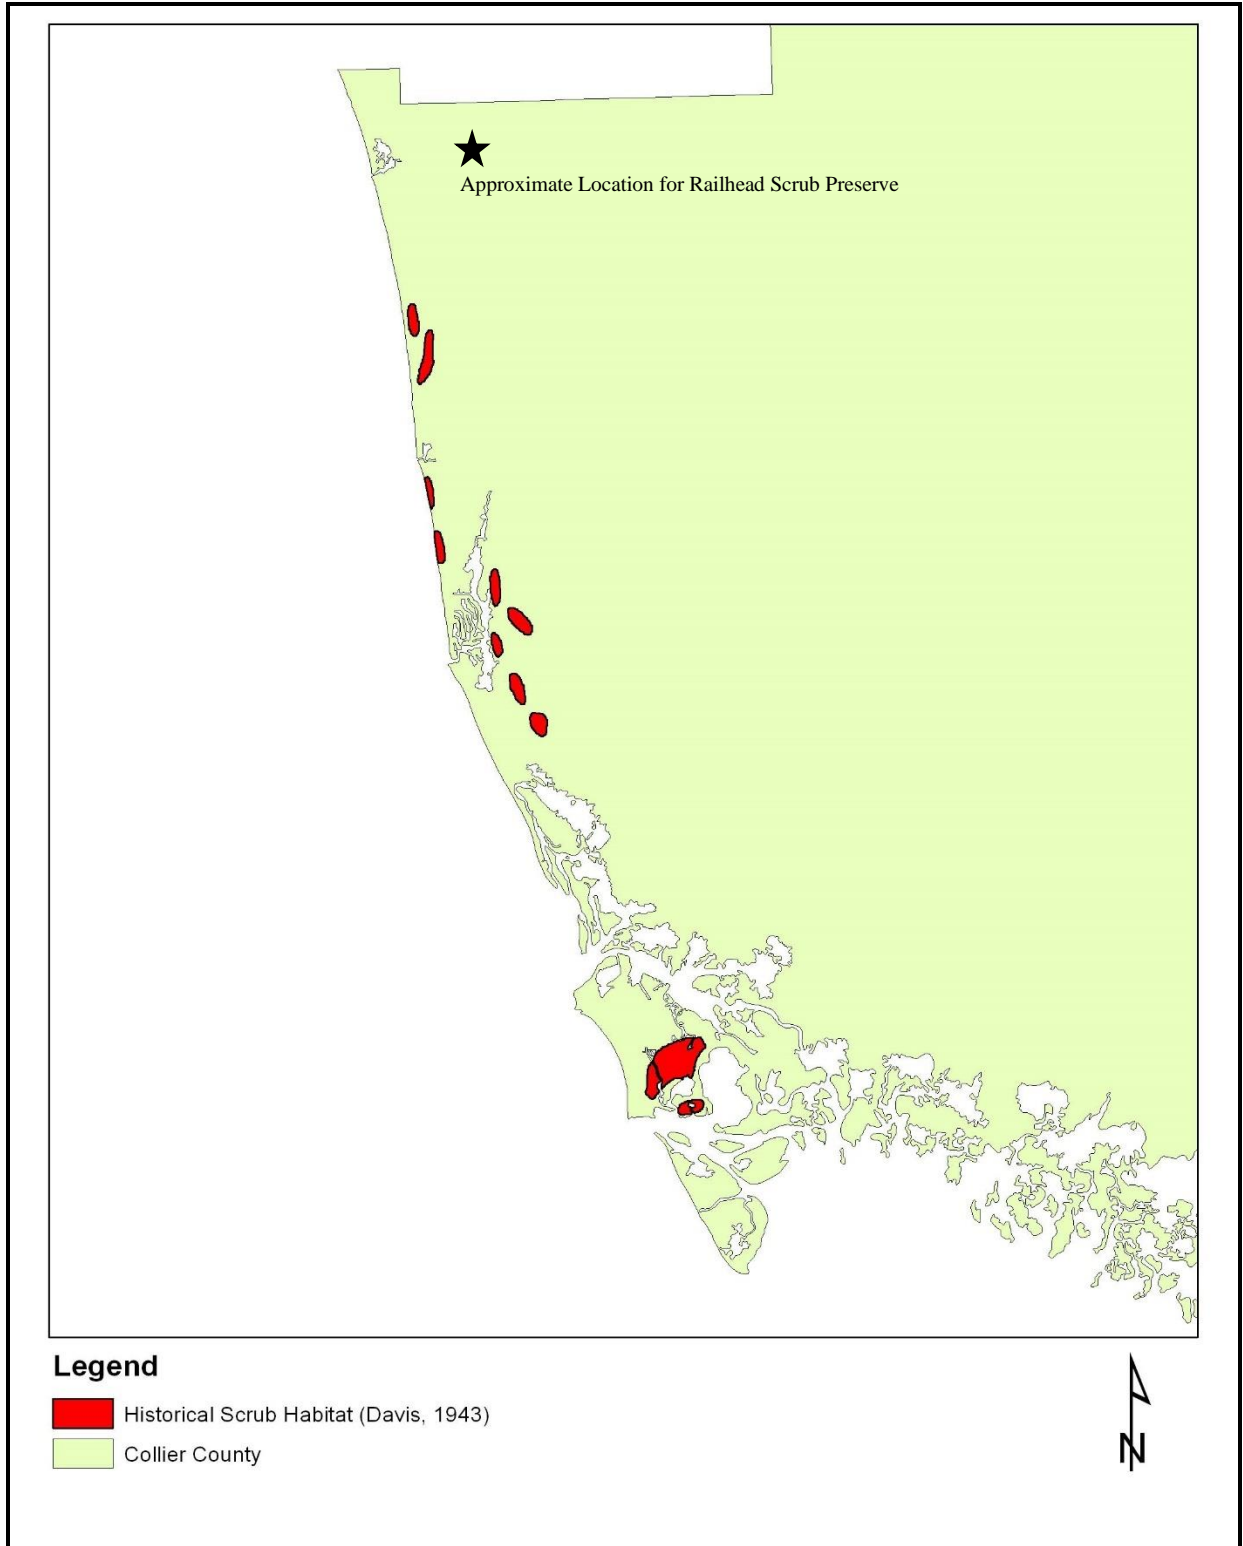 Approximate Location for Railhead Scrub Preserve
Legend
Historical Scrub Habitat (Davis, 1943)
Collier County
N